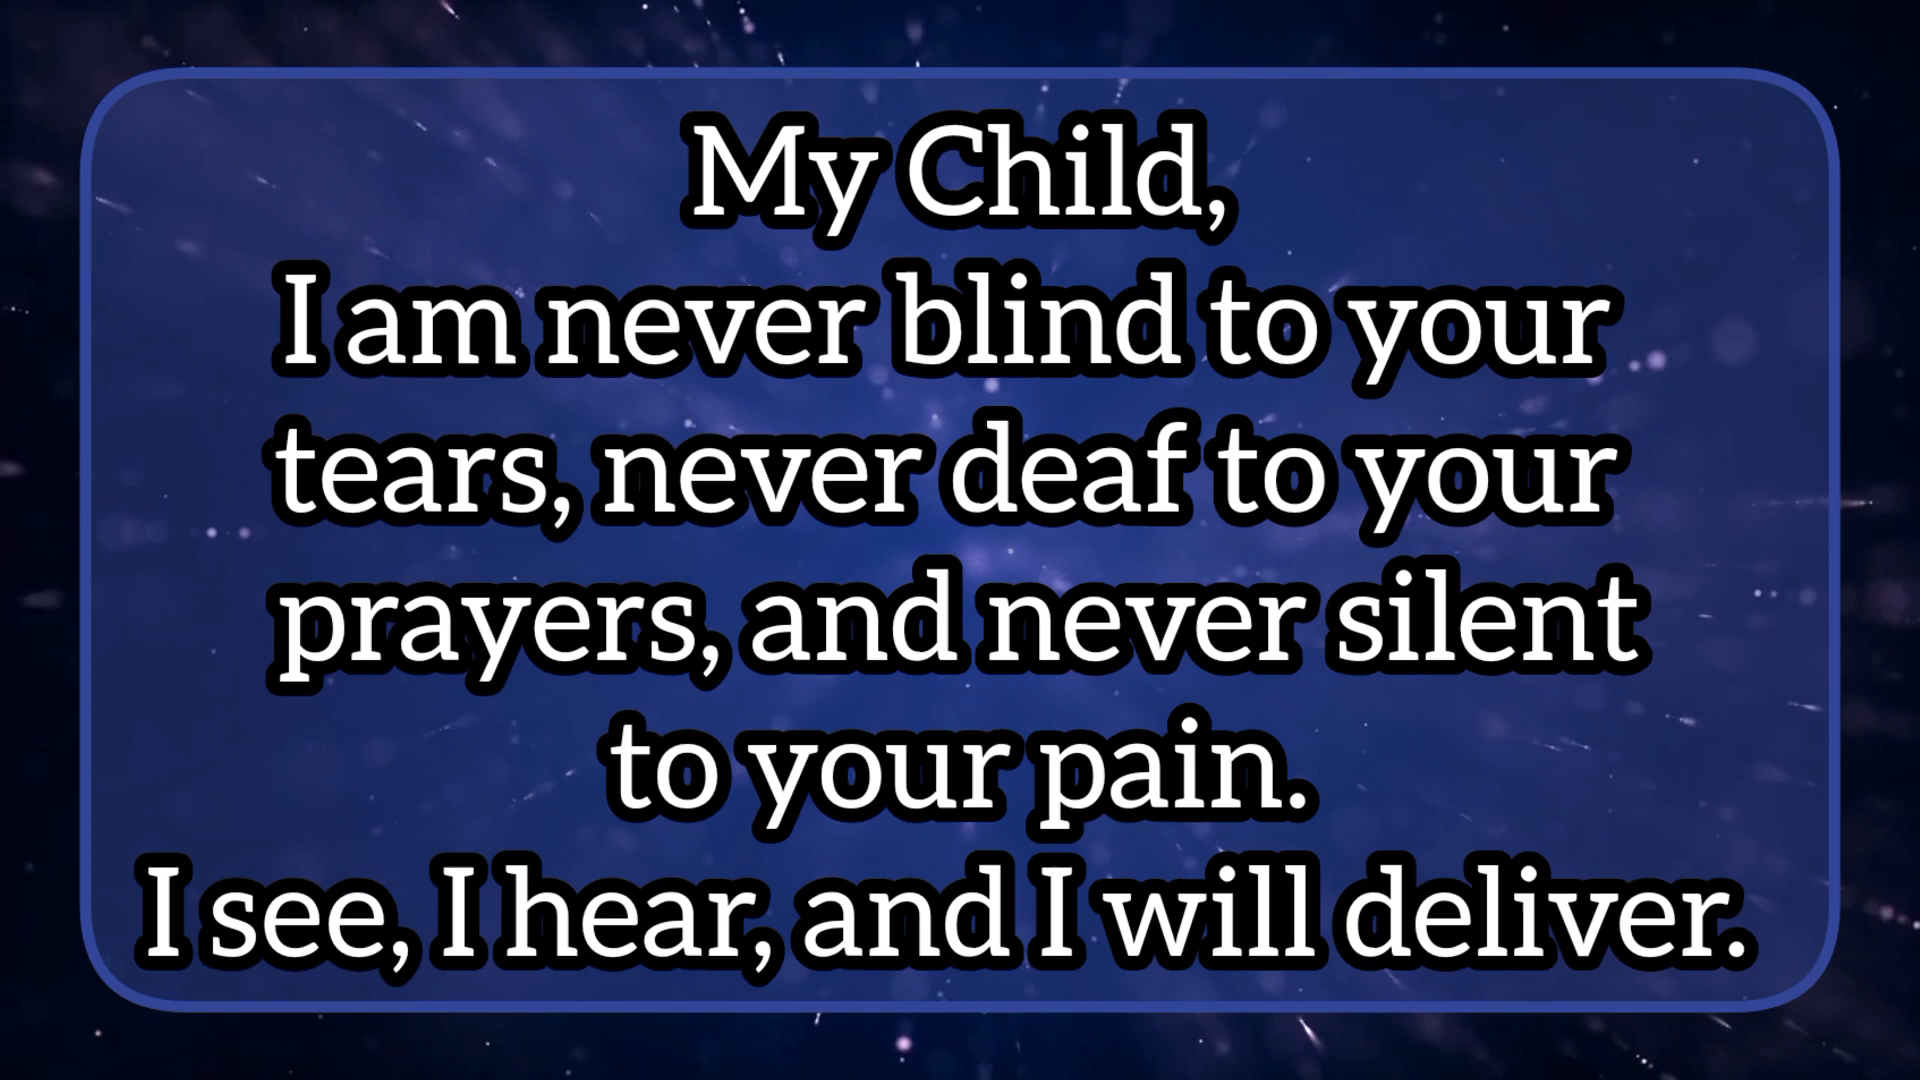 My Child,
I am never blind to your
tears, never deaf to your
prayers, and never silent
to your pain.
I see, I hear, and I will deliver.